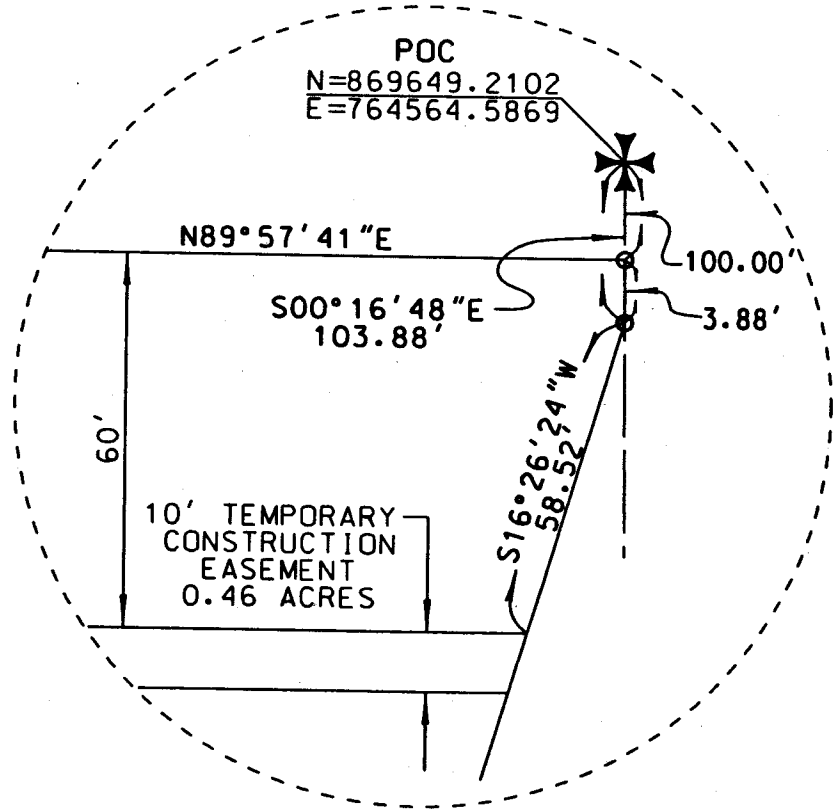 POC
N=869649.2102
E=764564.5869
N89°57'41"E
100.00'
S00°16'48"E
103.88'
3.88'
S16°26'24"W
58.52'
60'
10' TEMPORARY
CONSTRUCTION
EASEMENT
0.46 ACRES